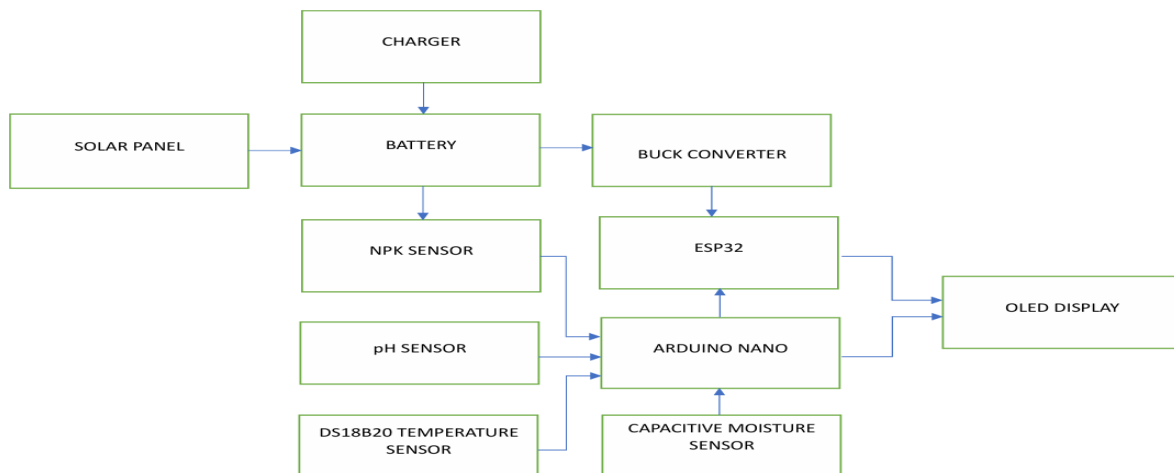 CHARGER
SOLAR PANEL
BATTERY
BUCK CONVERTER
NPK SENSOR
ESP32
OLED DISPLAY
pH SENSOR
ARDUINO NANO
DS18B20 TEMPERATURE
SENSOR
CAPACITIVE MOISTURE
SENSOR